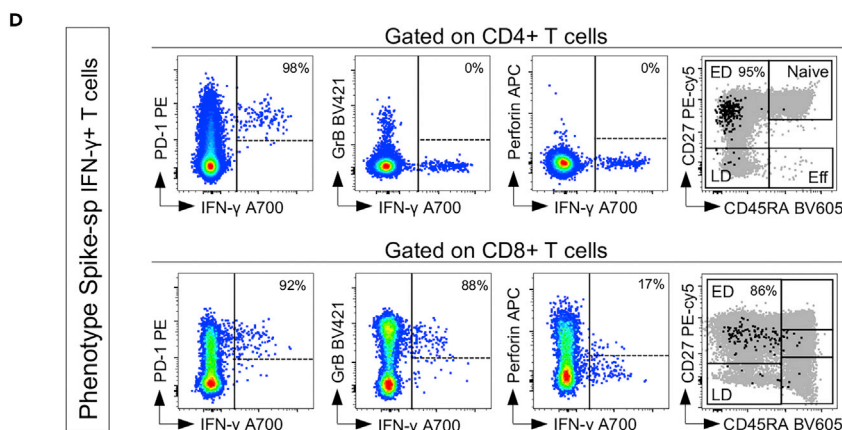 D
Phenotype Spike-sp IFN-γ+ T cells
Gated on CD4+ T cells
98%
PD-1 PE
IFN-γ A700
0%
GrB BV421
IFN-γ A700
0%
Perforin APC
IFN-γ A700
ED 95% Naive
LD Eff
CD27 PE-cy5
CD45RA BV605
Gated on CD8+ T cells
92%
PD-1 PE
IFN-γ A700
88%
GrB BV421
IFN-γ A700
17%
Perforin APC
IFN-γ A700
ED 86%
LD
CD27 PE-cy5
CD45RA BV605